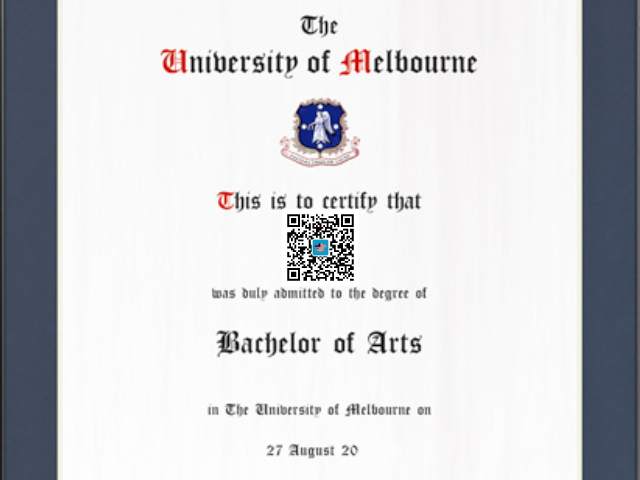 The
University of Melbourne
This is to certify that
was duly admitted to the degree of
Bachelor of Arts
in The University of Melbourne on
27 August 20